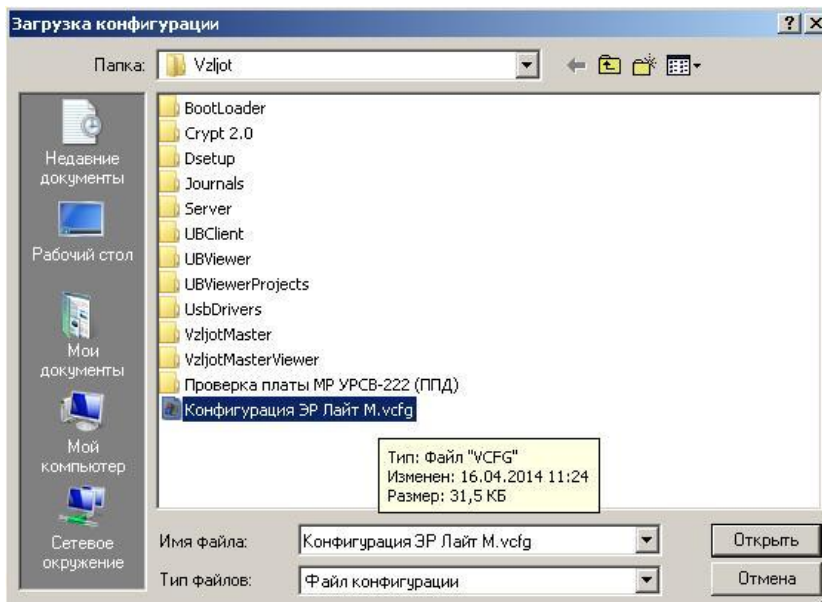 Загрузка конфигурации
Папка:
Vzljot
Недавние
документы
Рабочий стол
Мои
документы
Мой
компьютер
Сетевое
окружение
BootLoader
Crypt 2.0
Dsetup
Journals
Server
UBClient
UBViewer
UBViewerProjects
UsbDrivers
VzljotMaster
VzljotMasterViewer
Проверка платы МР УРСВ-222 (ППД)
Конфигурация ЭР Лайт М.vcfg
Тип: Файл "VCFG"
Изменен: 16.04.2014 11:24
Размер: 31,5 КБ
Имя файла:
Конфигурация ЭР Лайт М.vcfg
Открыть
Тип файлов:
Файл конфигурации
Отмена